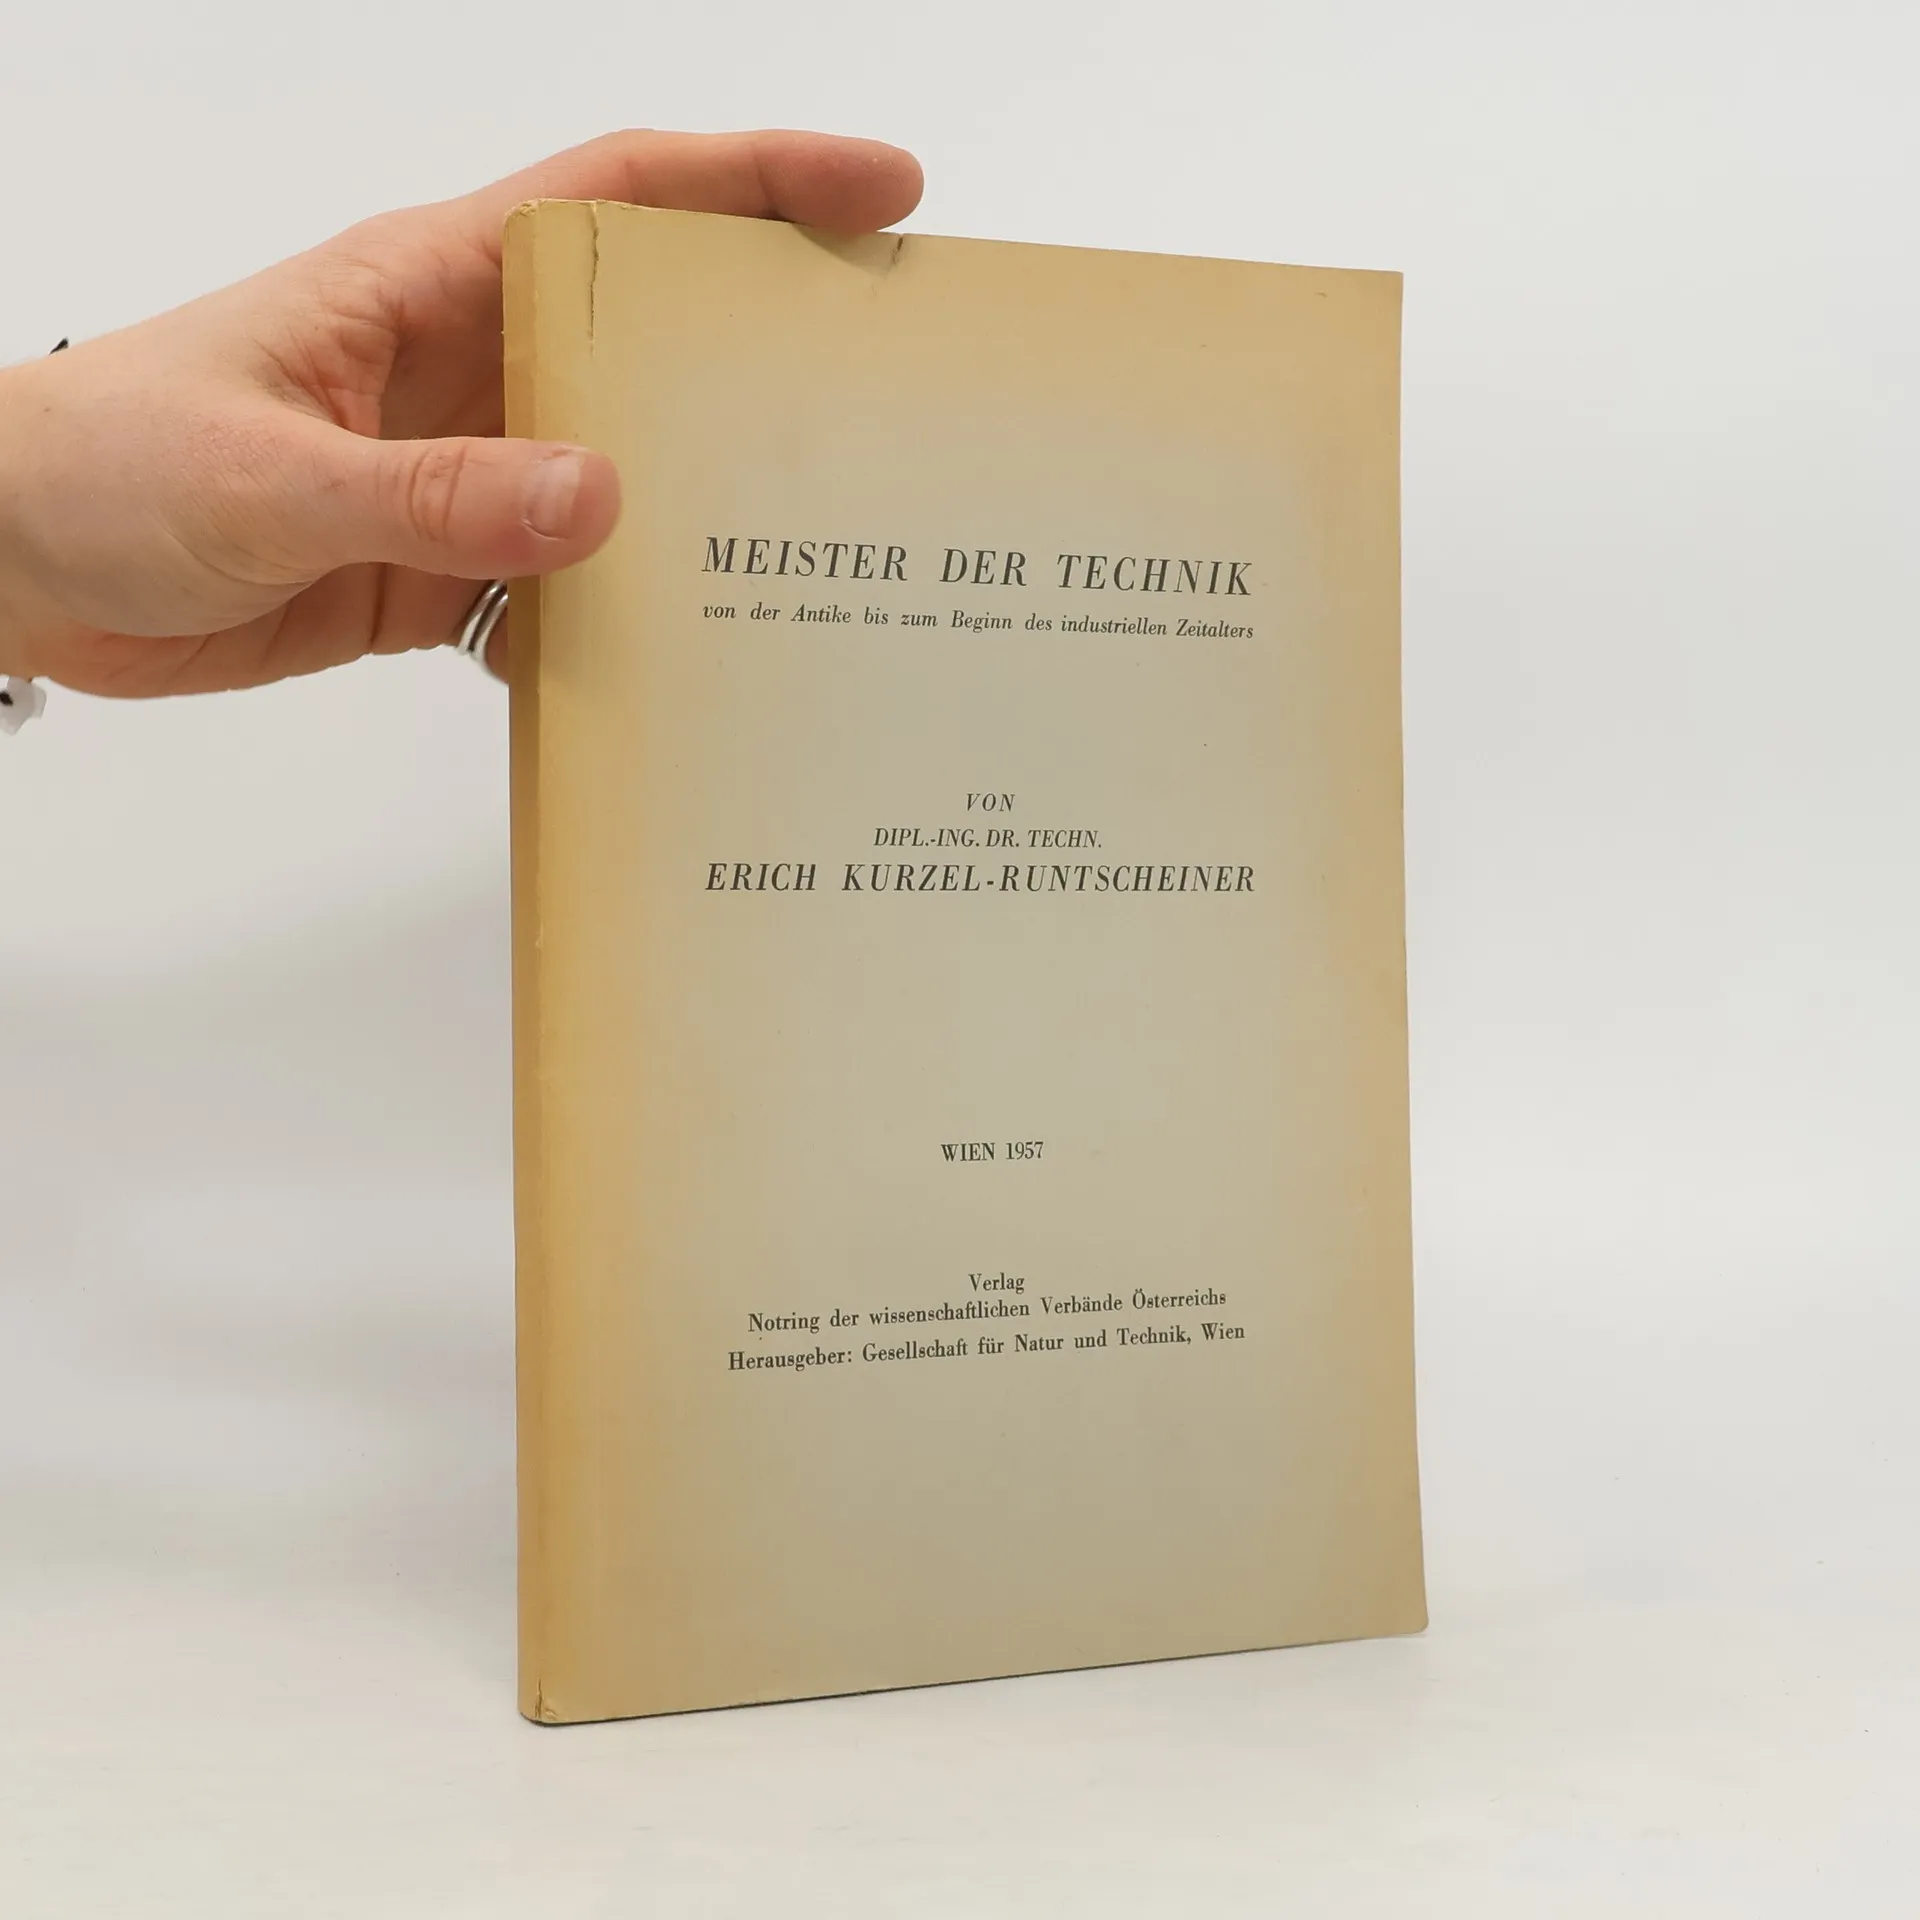 MEISTER DER TECHNIK
von der Antike bis zum Beginn des industriellen Zeitalters
VON
DIPL.-ING. DR. TECHN.
ERICH KURZEL-RUNTSCHEINER
WIEN 1957
Verlag
Notring der wissenschaftlichen Verbände Österreichs
Herausgeber: Gesellschaft für Natur und Technik, Wien